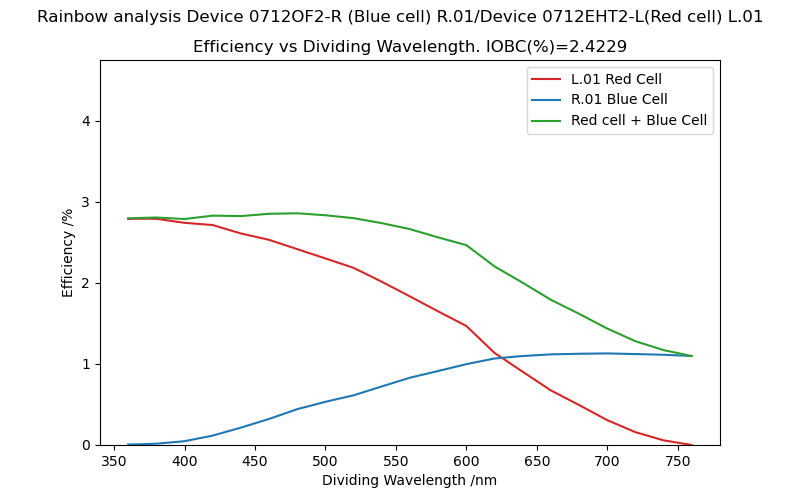 Rainbow analysis Device 0712OF2-R (Blue cell) R.01/Device 0712EHT2-L(Red cell) L.01
Efficiency vs Dividing Wavelength. IOBC(%)=2.4229
L.01 Red Cell
R.01 Blue Cell
Red cell + Blue Cell
Efficiency /%
4
3
2
1
0
350 400 450 500 550 600 650 700 750
Dividing Wavelength /nm